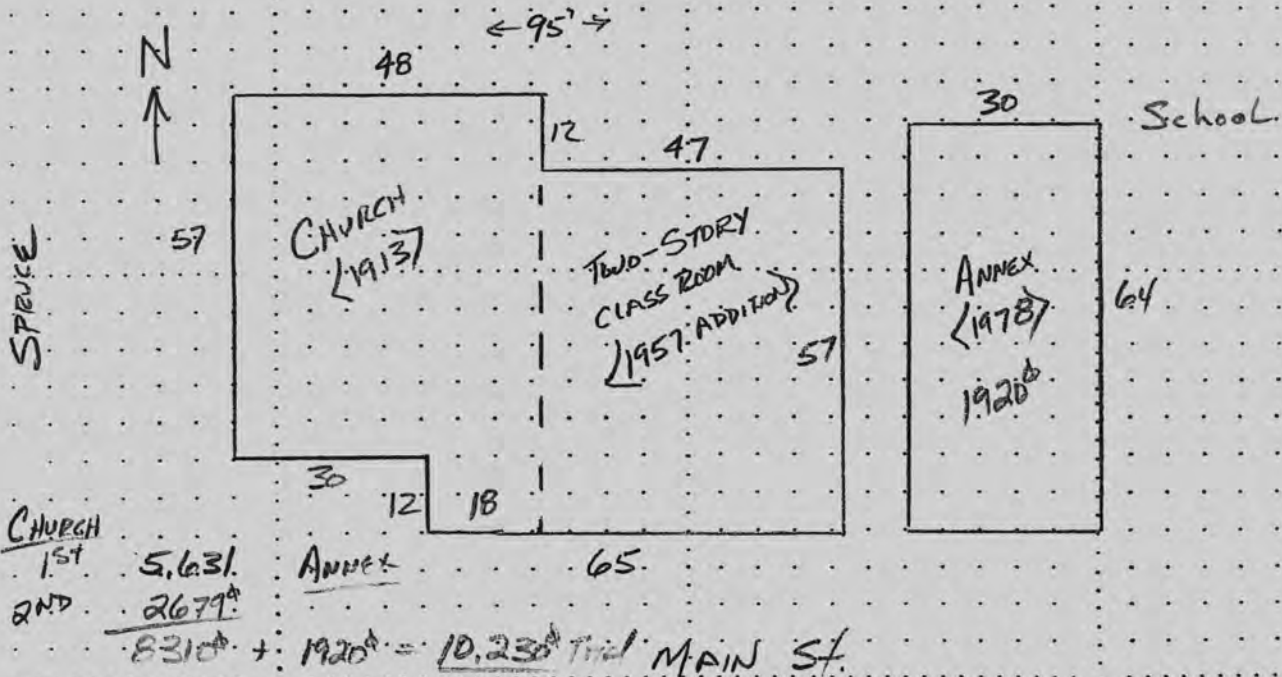 ← 95' →
N
48
30
School
12
47
SPRUCE
57
CHURCH
<1913>
TWO-STORY
CLASS ROOM
<1957 ADDITION>
57
ANNEX
<1978>
1920
64
30
12
18
65
CHURCH
1ST 5,631 ANNEX
2ND 2679
8310 + 1920 = 10,230 Total MAIN St.